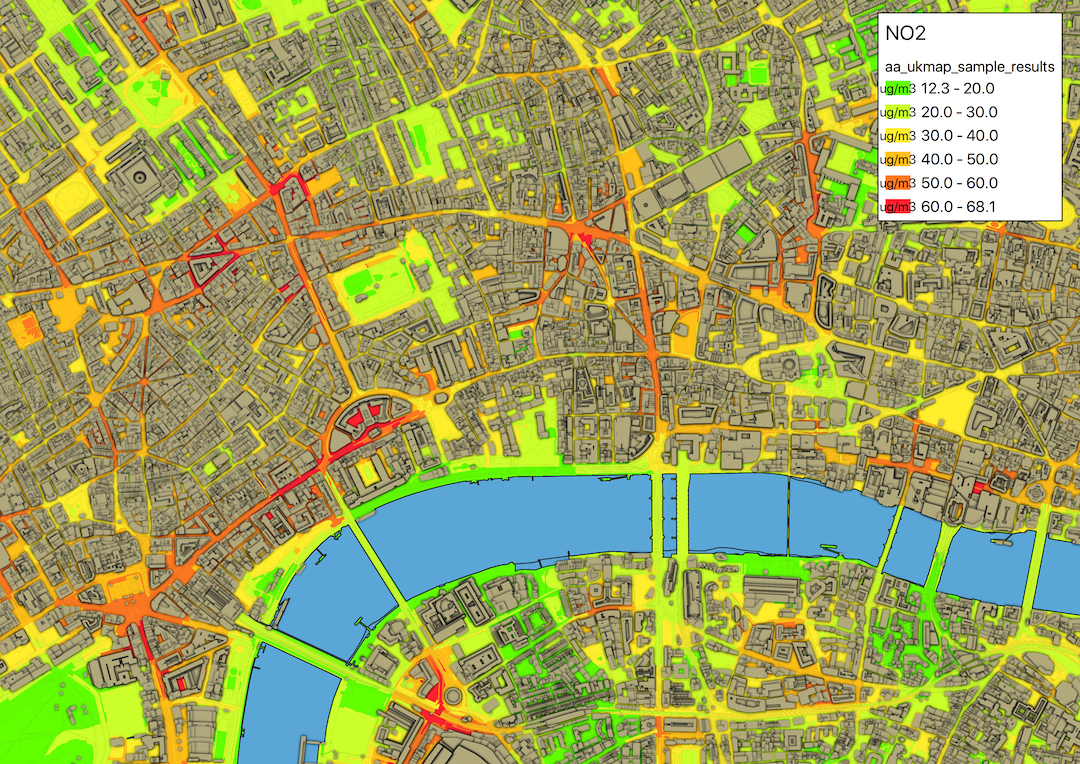 NO2
aa_ukmap_sample_results
ug/m3 12.3 - 20.0
ug/m3 20.0 - 30.0
ug/m3 30.0 - 40.0
ug/m3 40.0 - 50.0
ug/m3 50.0 - 60.0
ug/m3 60.0 - 68.1